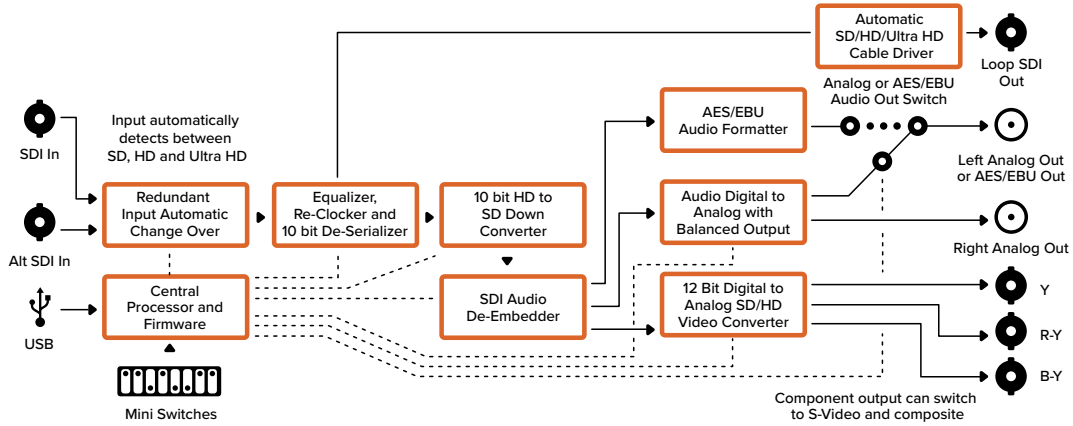 Automatic
SD/HD/Ultra HD
Cable Driver
Loop SDI
Out
Analog or AES/EBU
Audio Out Switch
SDI In
Input automatically
detects between
SD, HD and Ultra HD
AES/EBU
Audio Formatter
Left Analog Out
or AES/EBU Out
Alt SDI In
Redundant
Input Automatic
Change Over
Equalizer,
Re-Clocker and
10 bit De-Serializer
10 bit HD to
SD Down
Converter
Audio Digital to
Analog with
Balanced Output
Right Analog Out
USB
Central
Processor and
Firmware
SDI Audio
De-Embedder
12 Bit Digital to
Analog SD/HD
Video Converter
Y
R-Y
B-Y
Mini Switches
Component output can switch
to S-Video and composite